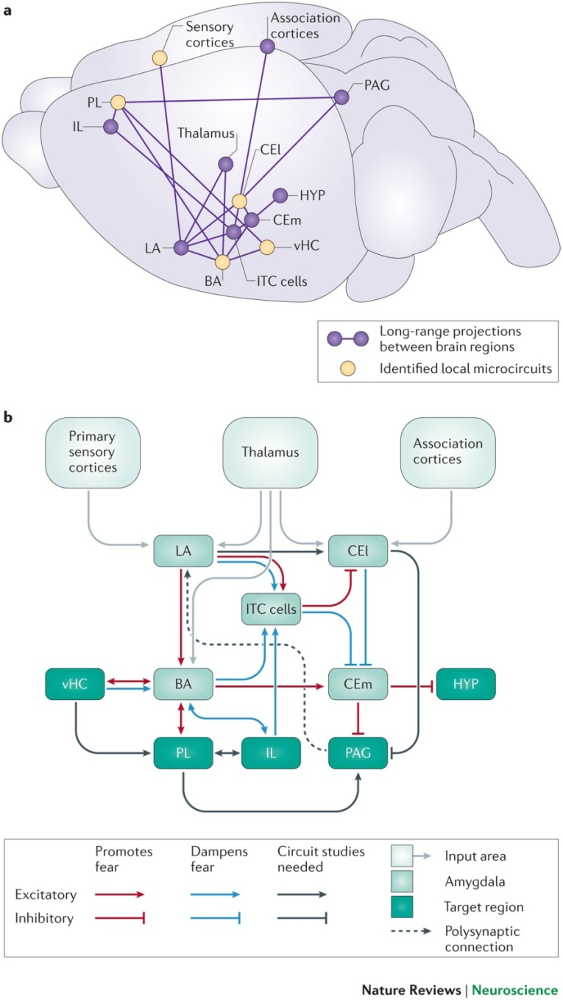 a
Sensory
cortices
Association
cortices
PL
PAG
IL
Thalamus
CEl
HYP
CEm
LA
vHC
BA
ITC cells
Long-range projections
between brain regions
Identified local microcircuits
b
Primary
sensory
cortices
Thalamus
Association
cortices
LA
CEl
ITC cells
vHC
BA
CEm
HYP
PL
IL
PAG
Promotes
fear
Dampens
fear
Circuit studies
needed
Excitatory
Inhibitory
Input area
Amygdala
Target region
Polysynaptic
connection
Nature Reviews | Neuroscience